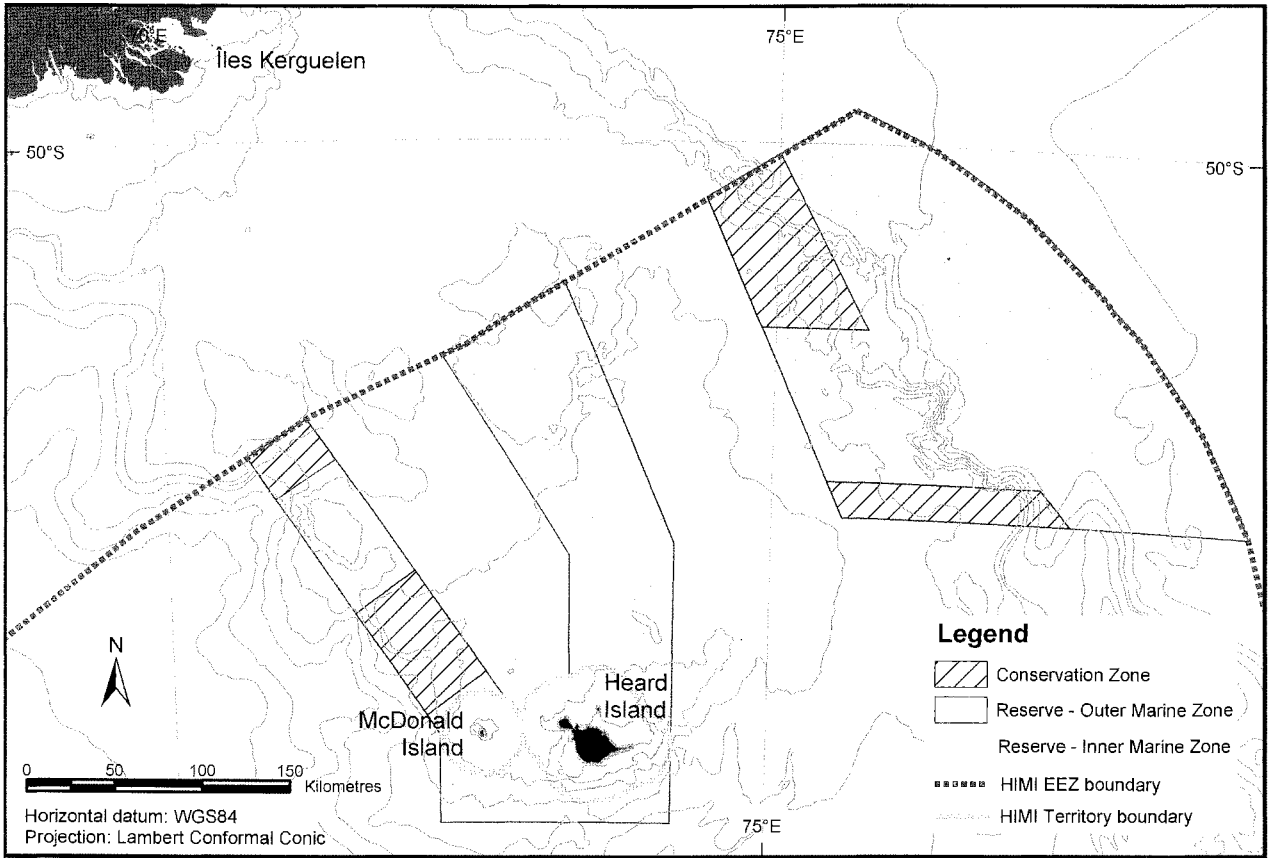 70°E
Îles Kerguelen
75°E
50°S
50°S
McDonald
Island
Heard
Island
N
0 50 100 150
Kilometres
Horizontal datum: WGS84
Projection: Lambert Conformal Conic
75°E
Legend
Conservation Zone
Reserve - Outer Marine Zone
Reserve - Inner Marine Zone
HIMI EEZ boundary
HIMI Territory boundary